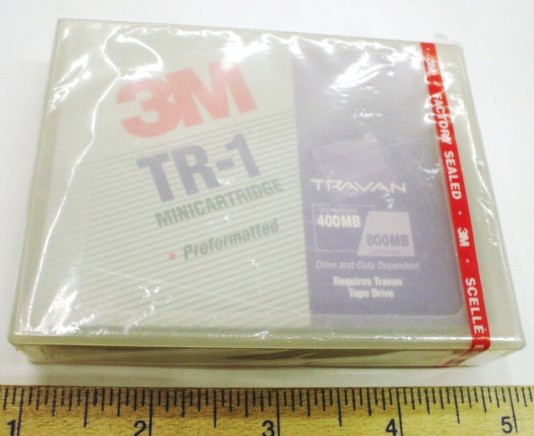 3M
TR-1
MINICARTRIDGE
Preformatted
TRAVAN
400MB
800MB
Drive and Data Dependent
Requires Travan
Tape Drive
FACTORY SEALED · 3M · SCELLÉ
1 2 3 4 5